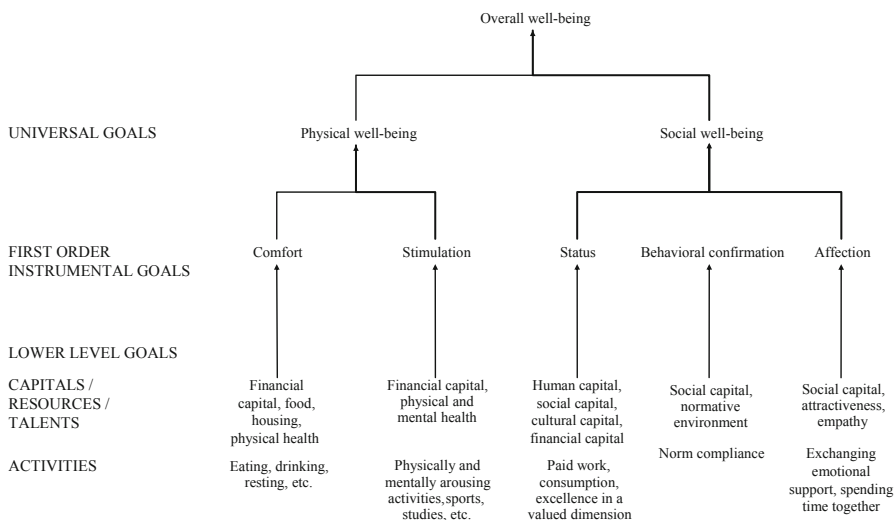 Overall well-being
UNIVERSAL GOALS
Physical well-being
Social well-being
FIRST ORDER
INSTRUMENTAL GOALS
Comfort
Stimulation
Status
Behavioral confirmation
Affection
LOWER LEVEL GOALS
CAPITALS /
RESOURCES /
TALENTS
Financial
capital, food,
housing,
physical health
Financial capital,
physical and
mental health
Human capital,
social capital,
cultural capital,
financial capital
Social capital,
normative
environment
Social capital,
attractiveness,
empathy
ACTIVITIES
Eating, drinking,
resting, etc.
Physically and
mentally arousing
activities,sports,
studies, etc.
Paid work,
consumption,
excellence in a
valued dimension
Norm compliance
Exchanging
emotional
support, spending
time together